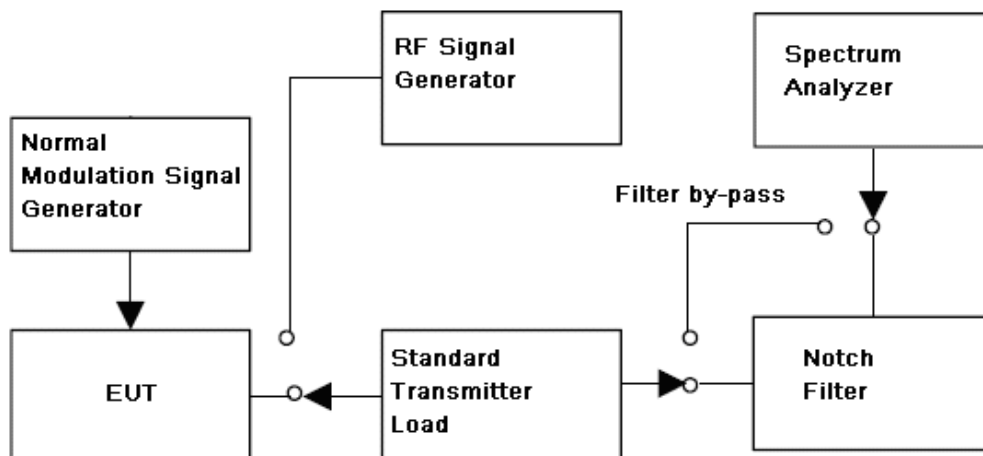 RF Signal
Generator
Spectrum
Analyzer
Normal
Modulation Signal
Generator
Filter by-pass
EUT
Standard
Transmitter
Load
Notch
Filter